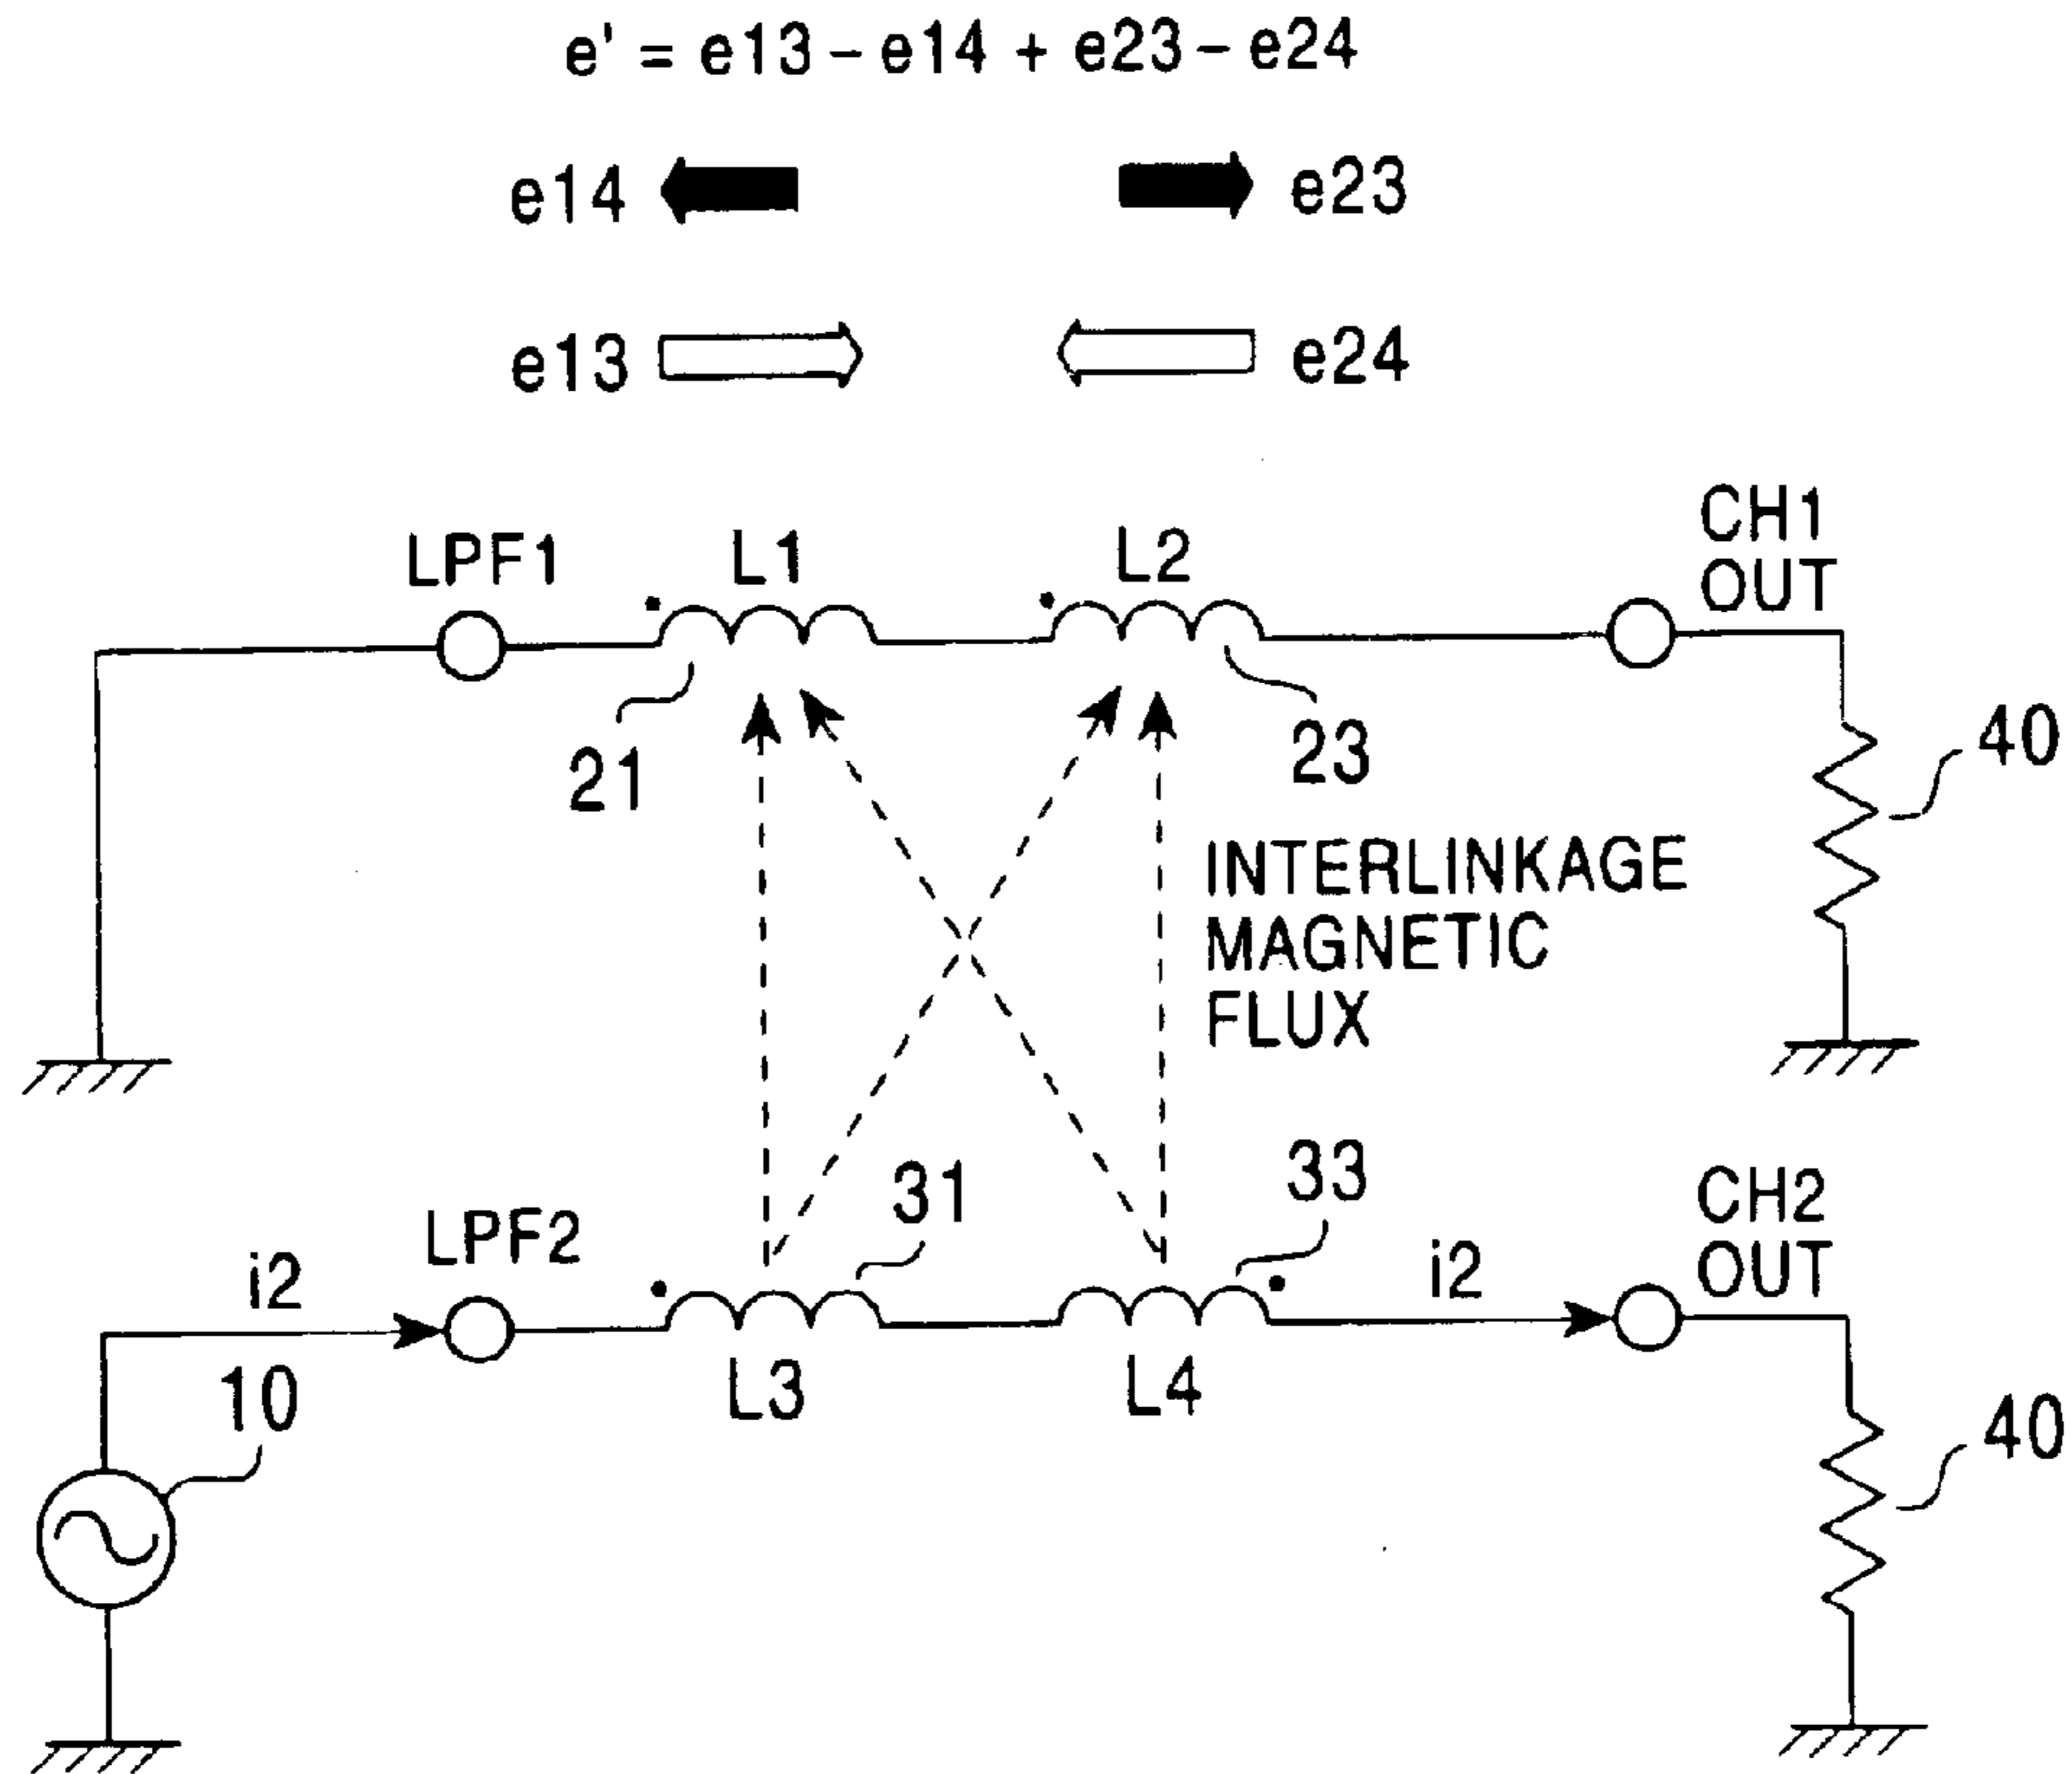 e' = e13 – e14 + e23 – e24
e14
e23
e13
e24
LPF1
L1
L2
CH1
OUT
21
23
40
INTERLINKAGE
MAGNETIC
FLUX
i2
LPF2
31
33
i2
CH2
OUT
10
L3
L4
40